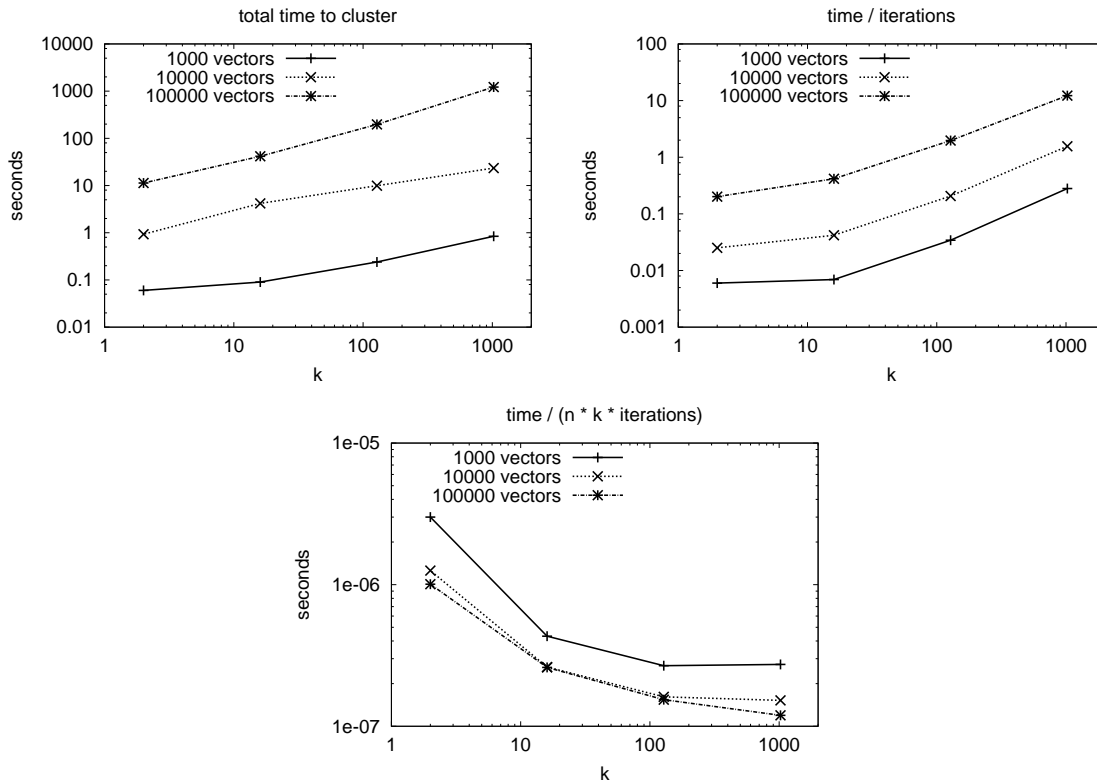 total time to cluster
10000
1000
100
10
1
0.1
0.01
1
10
100
1000
seconds
k
1000 vectors
10000 vectors
100000 vectors
time / iterations
100
10
1
0.1
0.01
0.001
1
10
100
1000
seconds
k
1000 vectors
10000 vectors
100000 vectors
time / (n * k * iterations)
1e-05
1e-06
1e-07
1
10
100
1000
seconds
k
1000 vectors
10000 vectors
100000 vectors